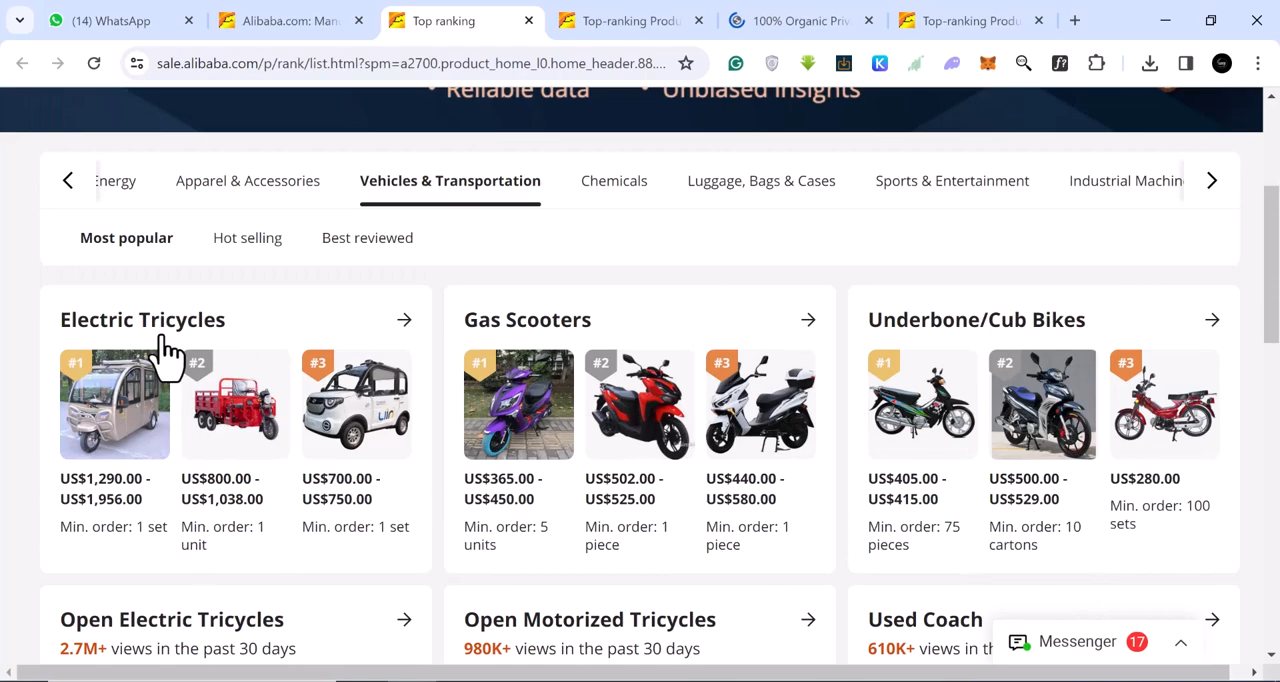 (14) WhatsApp
Alibaba.com: Man
Top ranking
Top-ranking Produ
100% Organic Priv
Top-ranking Produ
sale.alibaba.com/p/rank/list.html?spm=a2700.product_home_l0.home_header.88....
• Reliable data • Unbiased insights
Energy
Apparel & Accessories
Vehicles & Transportation
Chemicals
Luggage, Bags & Cases
Sports & Entertainment
Industrial Machin
Most popular
Hot selling
Best reviewed
Electric Tricycles
#1
#2
#3
US$1,290.00 -
US$1,956.00
Min. order: 1 set
US$800.00 -
US$1,038.00
Min. order: 1
unit
US$700.00 -
US$750.00
Min. order: 1 set
Gas Scooters
#1
#2
#3
US$365.00 -
US$450.00
Min. order: 5
units
US$502.00 -
US$525.00
Min. order: 1
piece
US$440.00 -
US$580.00
Min. order: 1
piece
Underbone/Cub Bikes
#1
#2
#3
US$405.00 -
US$415.00
Min. order: 75
pieces
US$500.00 -
US$529.00
Min. order: 10
cartons
US$280.00
Min. order: 100
sets
Open Electric Tricycles
2.7M+ views in the past 30 days
Open Motorized Tricycles
980K+ views in the past 30 days
Used Coach
610K+ views in th
Messenger 17